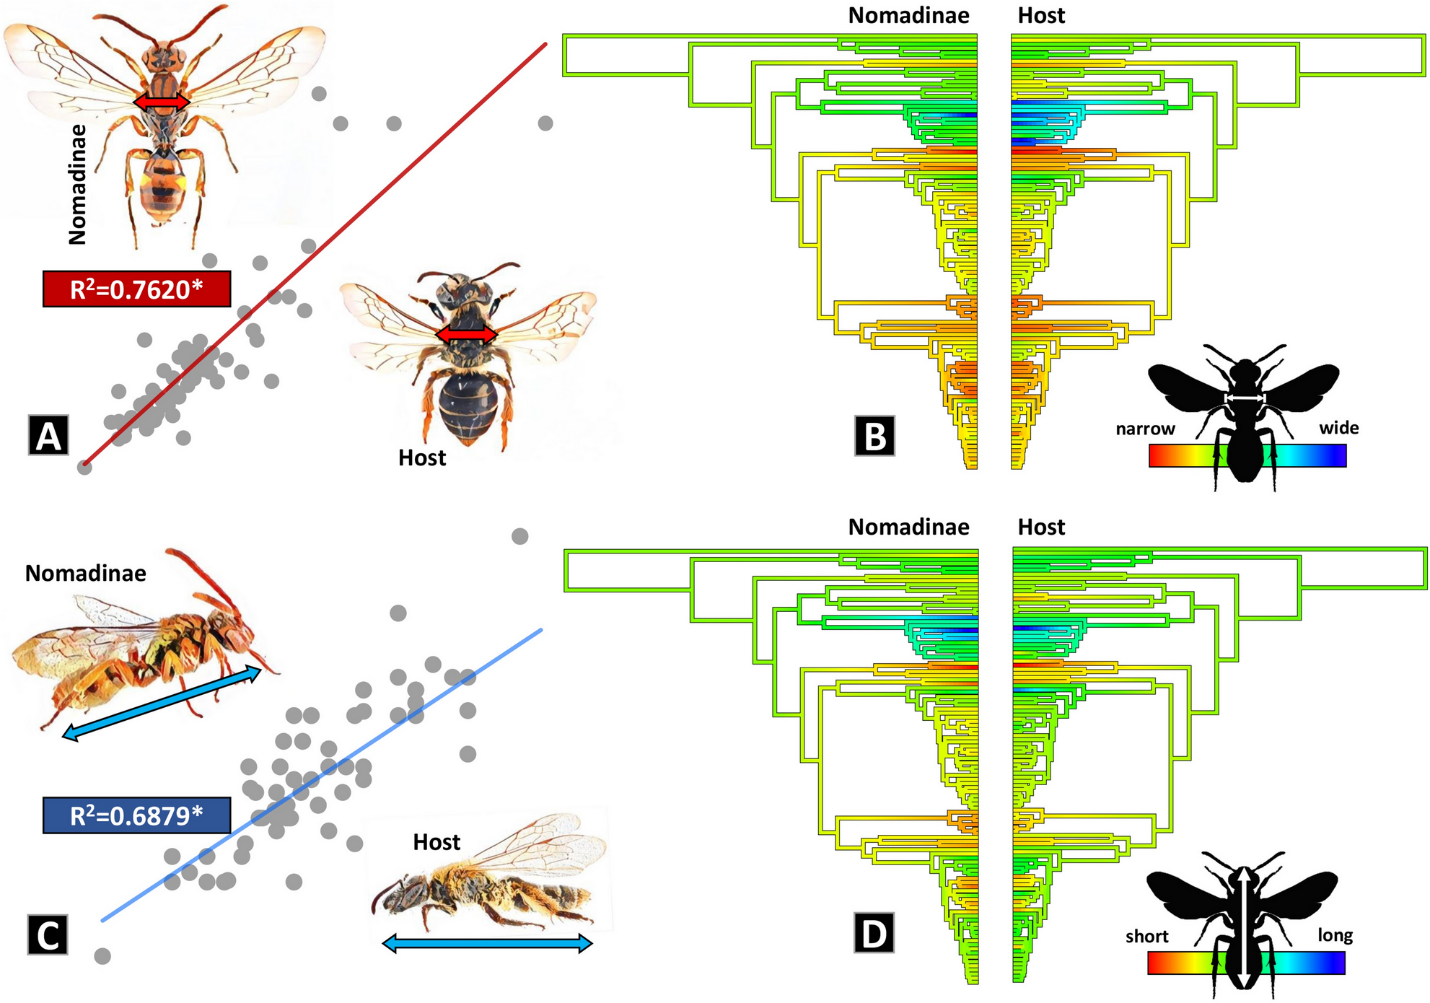 Nomadinae
R²=0.7620*
Host
A
Nomadinae Host
B
narrow wide
Nomadinae
R²=0.6879*
Host
C
Nomadinae Host
D
short long